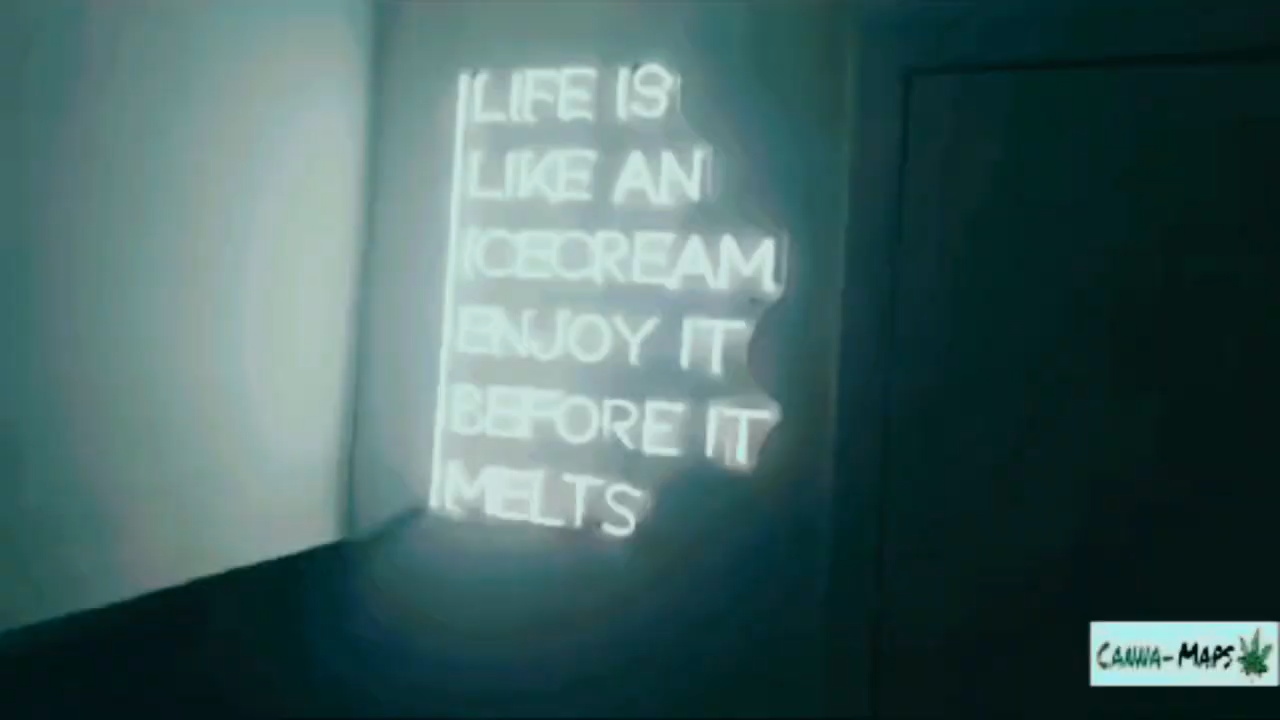 LIFE IS
LIKE AN
ICECREAM
ENJOY IT
BEFORE IT
MELTS
CANNA-MAPS